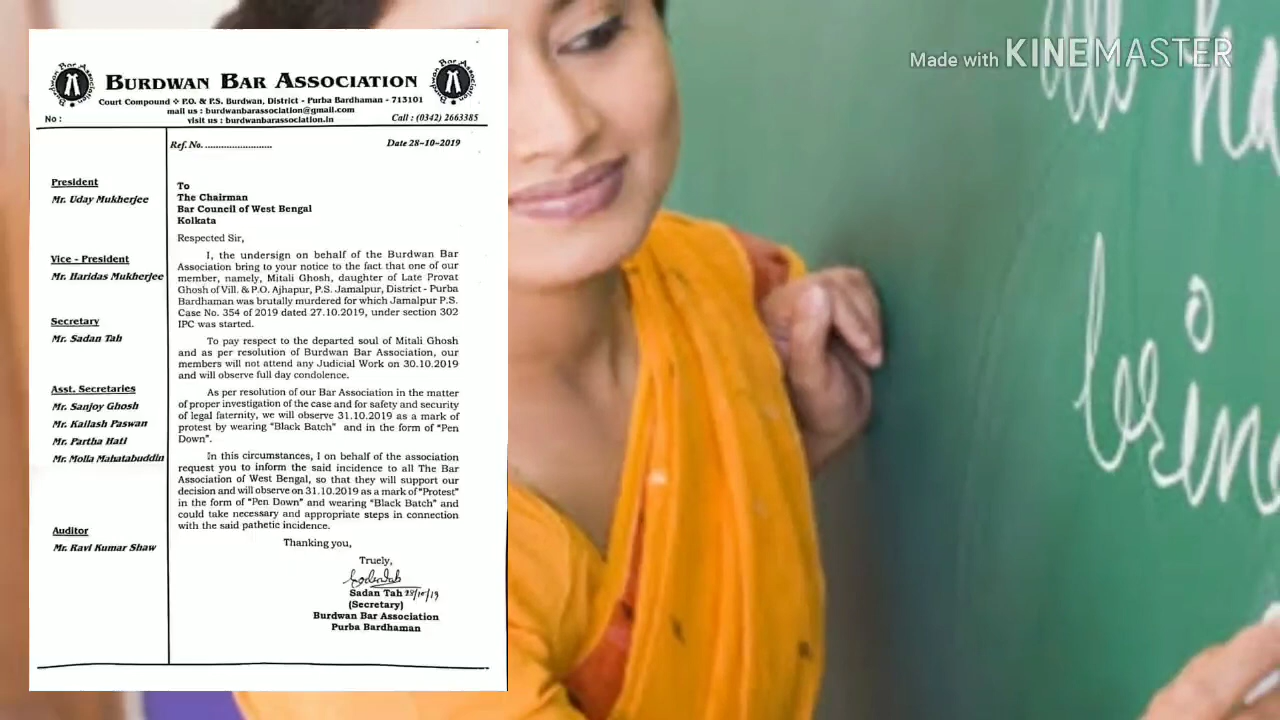 Made with KINEMASTER
BURDWAN BAR ASSOCIATION
Court Compound ❖ P.O. & P.S. Burdwan, District - Purba Bardhaman - 713101
mail us : burdwanbarassociation@gmail.com
visit us : burdwanbarassociation.in
No :
Call : (0342) 2663385
Ref. No. ........................
Date 28-10-2019
President
Mr. Uday Mukherjee
Vice - President
Mr. Haridas Mukherjee
Secretary
Mr. Sadan Tah
Asst. Secretaries
Mr. Sanjoy Ghosh
Mr. Kailash Paswan
Mr. Partha Hati
Mr. Molla Mahatabuddin
Auditor
Mr. Ravi Kumar Shaw
To
The Chairman
Bar Council of West Bengal
Kolkata
Respected Sir,
I, the undersign on behalf of the Burdwan Bar
Association bring to your notice to the fact that one of our
member, namely, Mitali Ghosh, daughter of Late Provat
Ghosh of Vill. & P.O. Ajhapur, P.S. Jamalpur, District - Purba
Bardhaman was brutally murdered for which Jamalpur P.S.
Case No. 354 of 2019 dated 27.10.2019, under section 302
IPC was started.
To pay respect to the departed soul of Mitali Ghosh
and as per resolution of Burdwan Bar Association, our
members will not attend any Judicial Work on 30.10.2019
and will observe full day condolence.
As per resolution of our Bar Association in the matter
of proper investigation of the case and for safety and security
of legal faternity, we will observe 31.10.2019 as a mark of
protest by wearing "Black Batch" and in the form of "Pen
Down".
In this circumstances, I on behalf of the association
request you to inform the said incidence to all The Bar
Association of West Bengal, so that they will support our
decision and will observe on 31.10.2019 as a mark of "Protest"
in the form of "Pen Down" and wearing "Black Batch" and
could take necessary and appropriate steps in connection
with the said pathetic incidence.
Thanking you,
Truely,
Sadan Tah 28/10/19
(Secretary)
Burdwan Bar Association
Purba Bardhaman
all